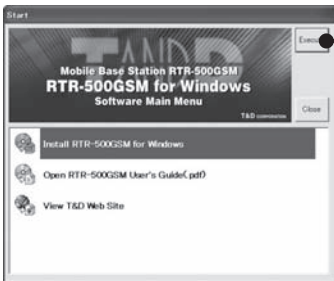 Start
Mobile Base Station RTR-500GSM
RTR-500GSM for Windows
Software Main Menu
T&D CORPORATION
Execute
Close
Install RTR-500GSM for Windows
Open RTR-500GSM User's Guide(.pdf)
View T&D Web Site